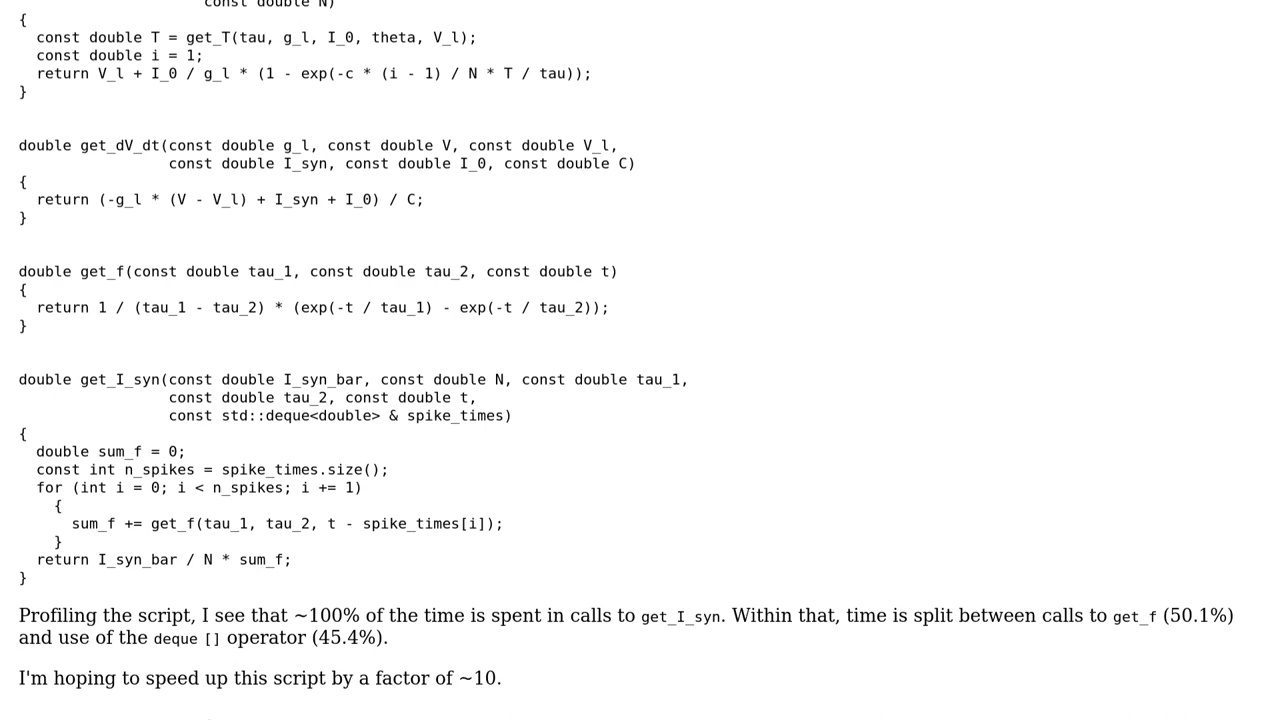 const double N)
{
  const double T = get_T(tau, g_l, I_0, theta, V_l);
  const double i = 1;
  return V_l + I_0 / g_l * (1 - exp(-c * (i - 1) / N * T / tau));
}
double get_dV_dt(const double g_l, const double V, const double V_l,
                 const double I_syn, const double I_0, const double C)
{
  return (-g_l * (V - V_l) + I_syn + I_0) / C;
}
double get_f(const double tau_1, const double tau_2, const double t)
{
  return 1 / (tau_1 - tau_2) * (exp(-t / tau_1) - exp(-t / tau_2));
}
double get_I_syn(const double I_syn_bar, const double N, const double tau_1,
                 const double tau_2, const double t,
                 const std::deque<double> & spike_times)
{
  double sum_f = 0;
  const int n_spikes = spike_times.size();
  for (int i = 0; i < n_spikes; i += 1)
    {
      sum_f += get_f(tau_1, tau_2, t - spike_times[i]);
    }
  return I_syn_bar / N * sum_f;
}
Profiling the script, I see that ~100% of the time is spent in calls to get_I_syn. Within that, time is split between calls to get_f (50.1%)
and use of the deque [] operator (45.4%).
I'm hoping to speed up this script by a factor of ~10.